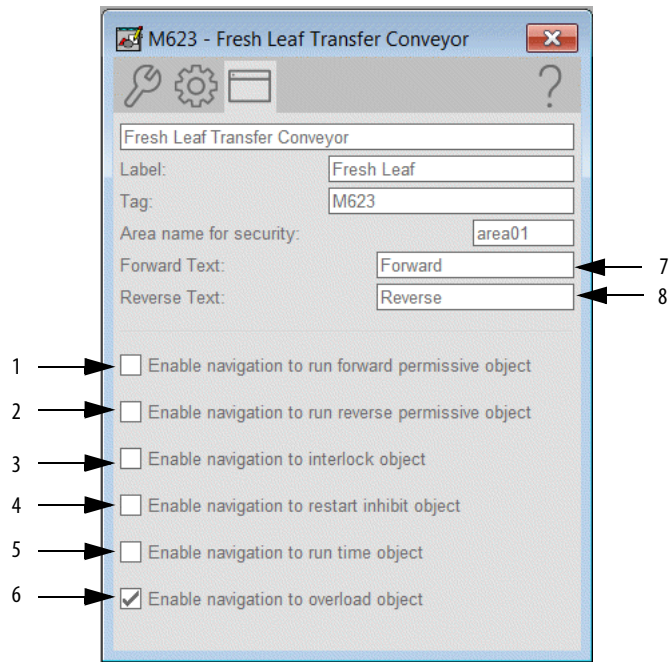 M623 - Fresh Leaf Transfer Conveyor
?
Fresh Leaf Transfer Conveyor
Label: Fresh Leaf
Tag: M623
Area name for security: area01
Forward Text: Forward 7
Reverse Text: Reverse 8
1 Enable navigation to run forward permissive object
2 Enable navigation to run reverse permissive object
3 Enable navigation to interlock object
4 Enable navigation to restart inhibit object
5 Enable navigation to run time object
6 Enable navigation to overload object